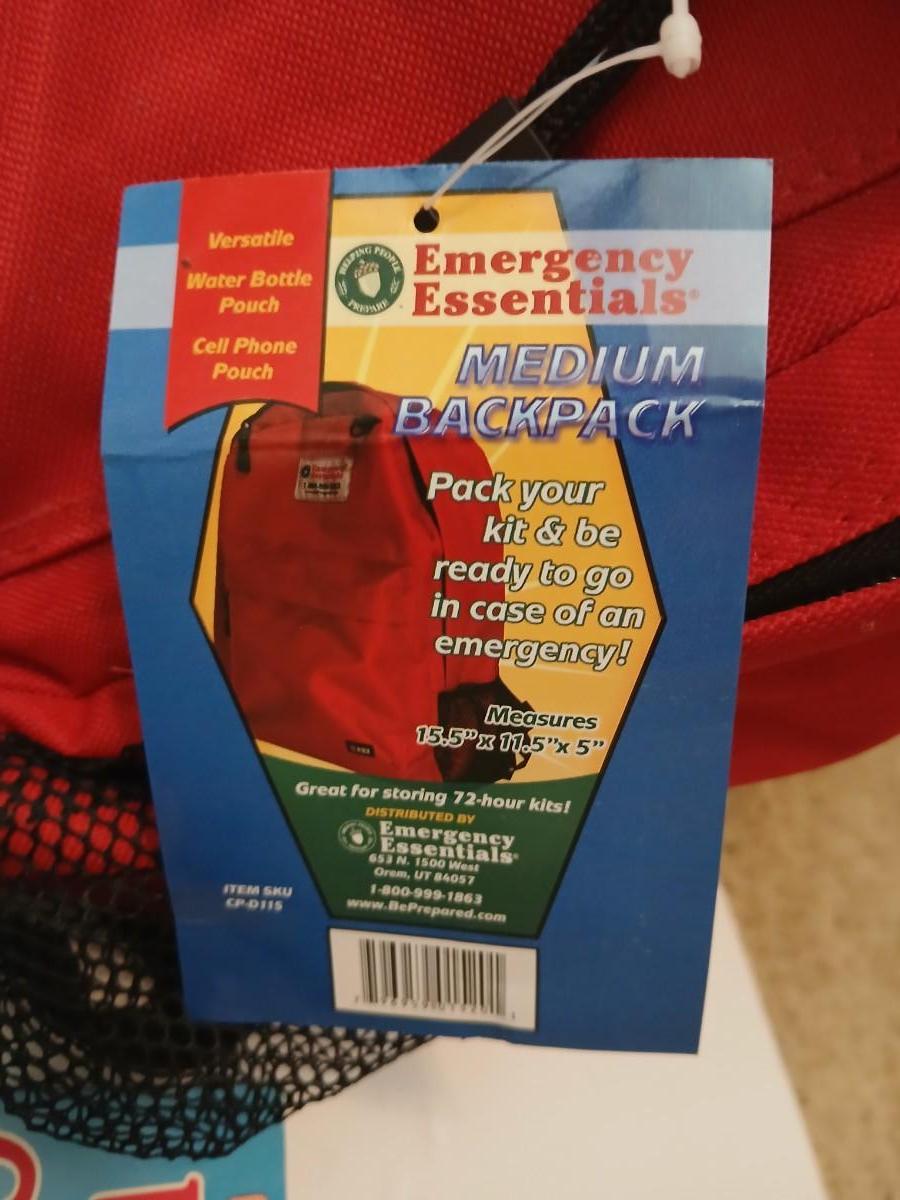 Versatile
Water Bottle
Pouch
Cell Phone
Pouch
HELPING PEOPLE
PREPARE
Emergency
Essentials®
MEDIUM
BACKPACK
Pack your
kit & be
ready to go
in case of an
emergency!
Measures
15.5” x 11.5”x 5”
Great for storing 72-hour kits!
DISTRIBUTED BY
Emergency
Essentials®
653 N. 1500 West
Orem, UT 84057
1-800-999-1863
www.BePrepared.com
ITEM SKU
CP-D115